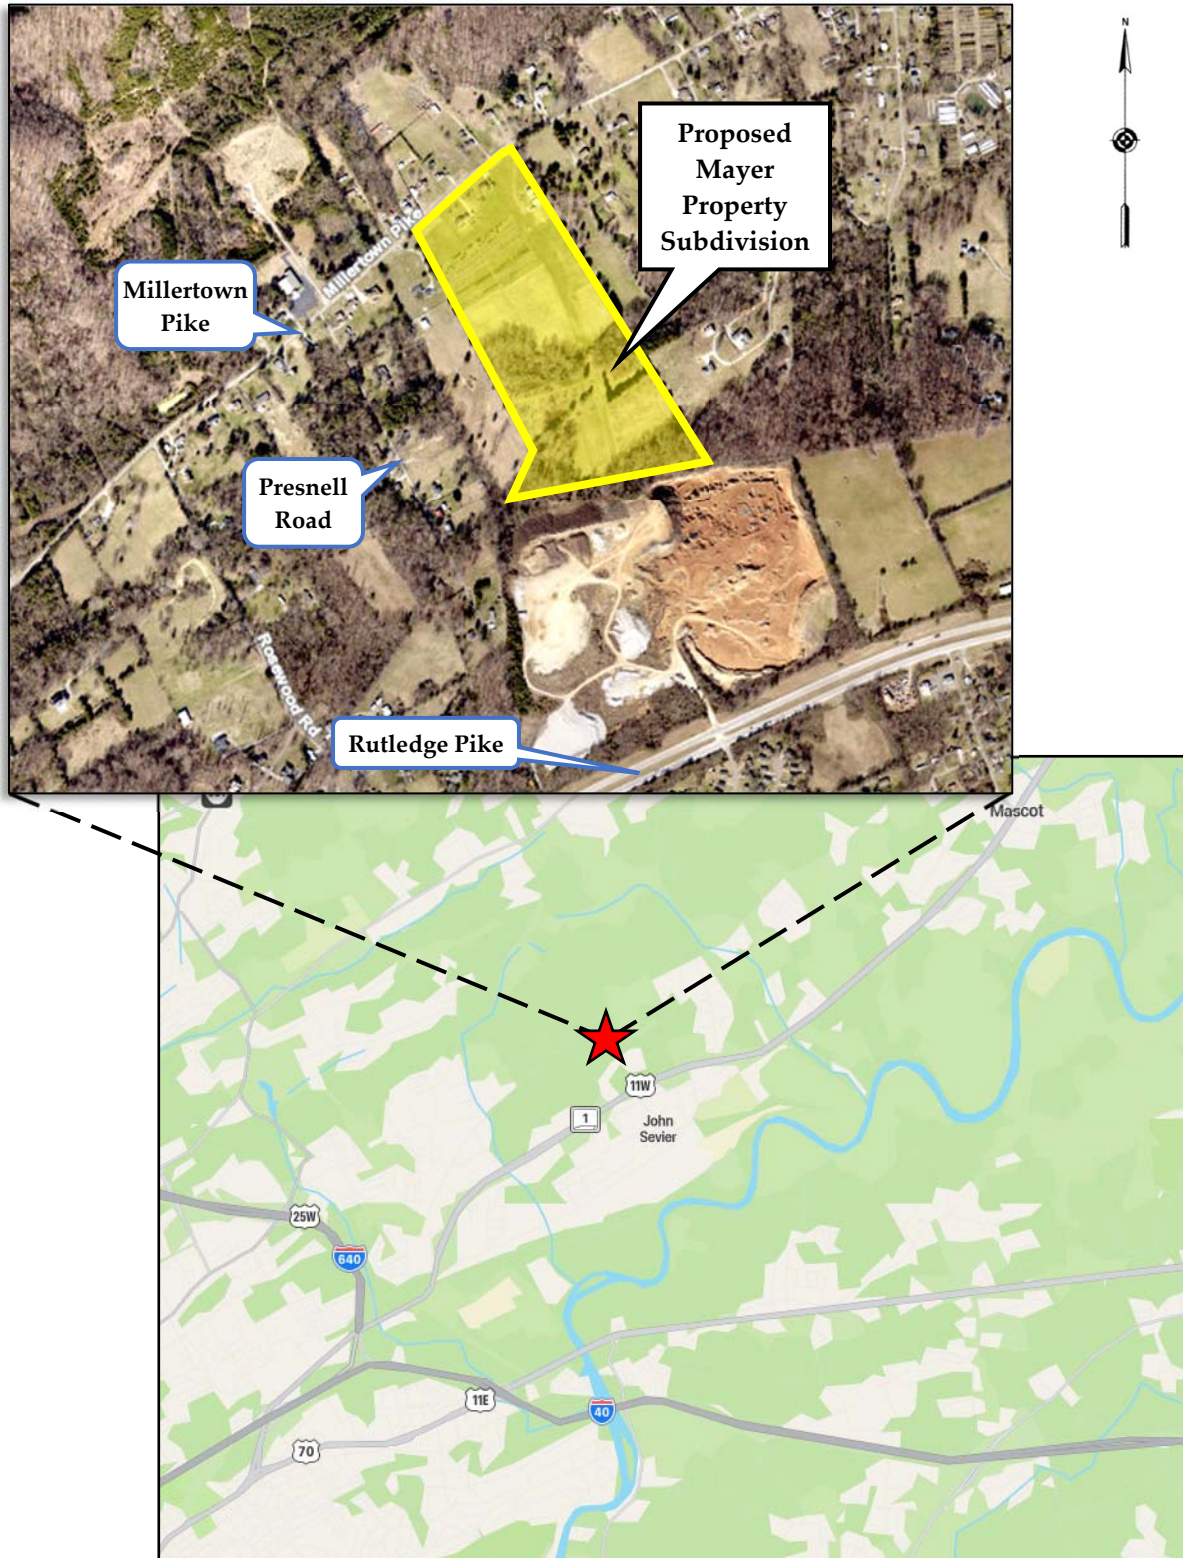 N
Proposed
Mayer
Property
Subdivision
Millertown Pike
Millertown
Pike
Presnell
Road
Rosewood Rd
Rutledge Pike
Mascot
11W
1
John
Sevier
25W
640
11E
40
70